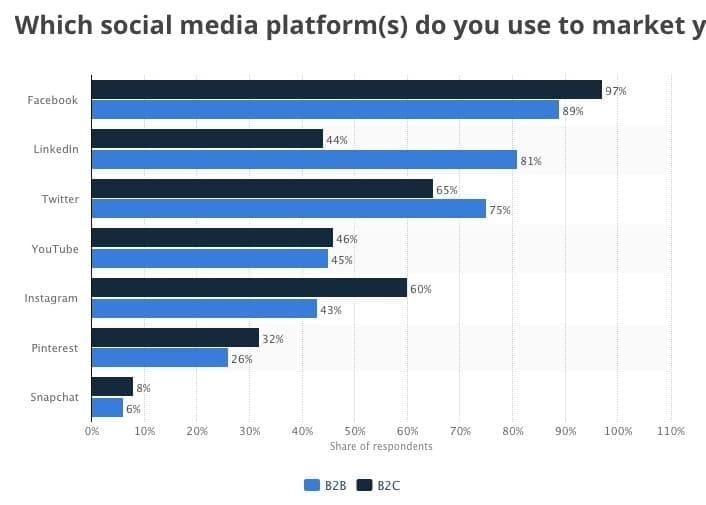 Which social media platform(s) do you use to market y
Facebook
97%
89%
LinkedIn
44%
81%
Twitter
65%
75%
YouTube
46%
45%
Instagram
60%
43%
Pinterest
32%
26%
Snapchat
8%
6%
0% 10% 20% 30% 40% 50% 60% 70% 80% 90% 100% 110%
Share of respondents
B2B B2C